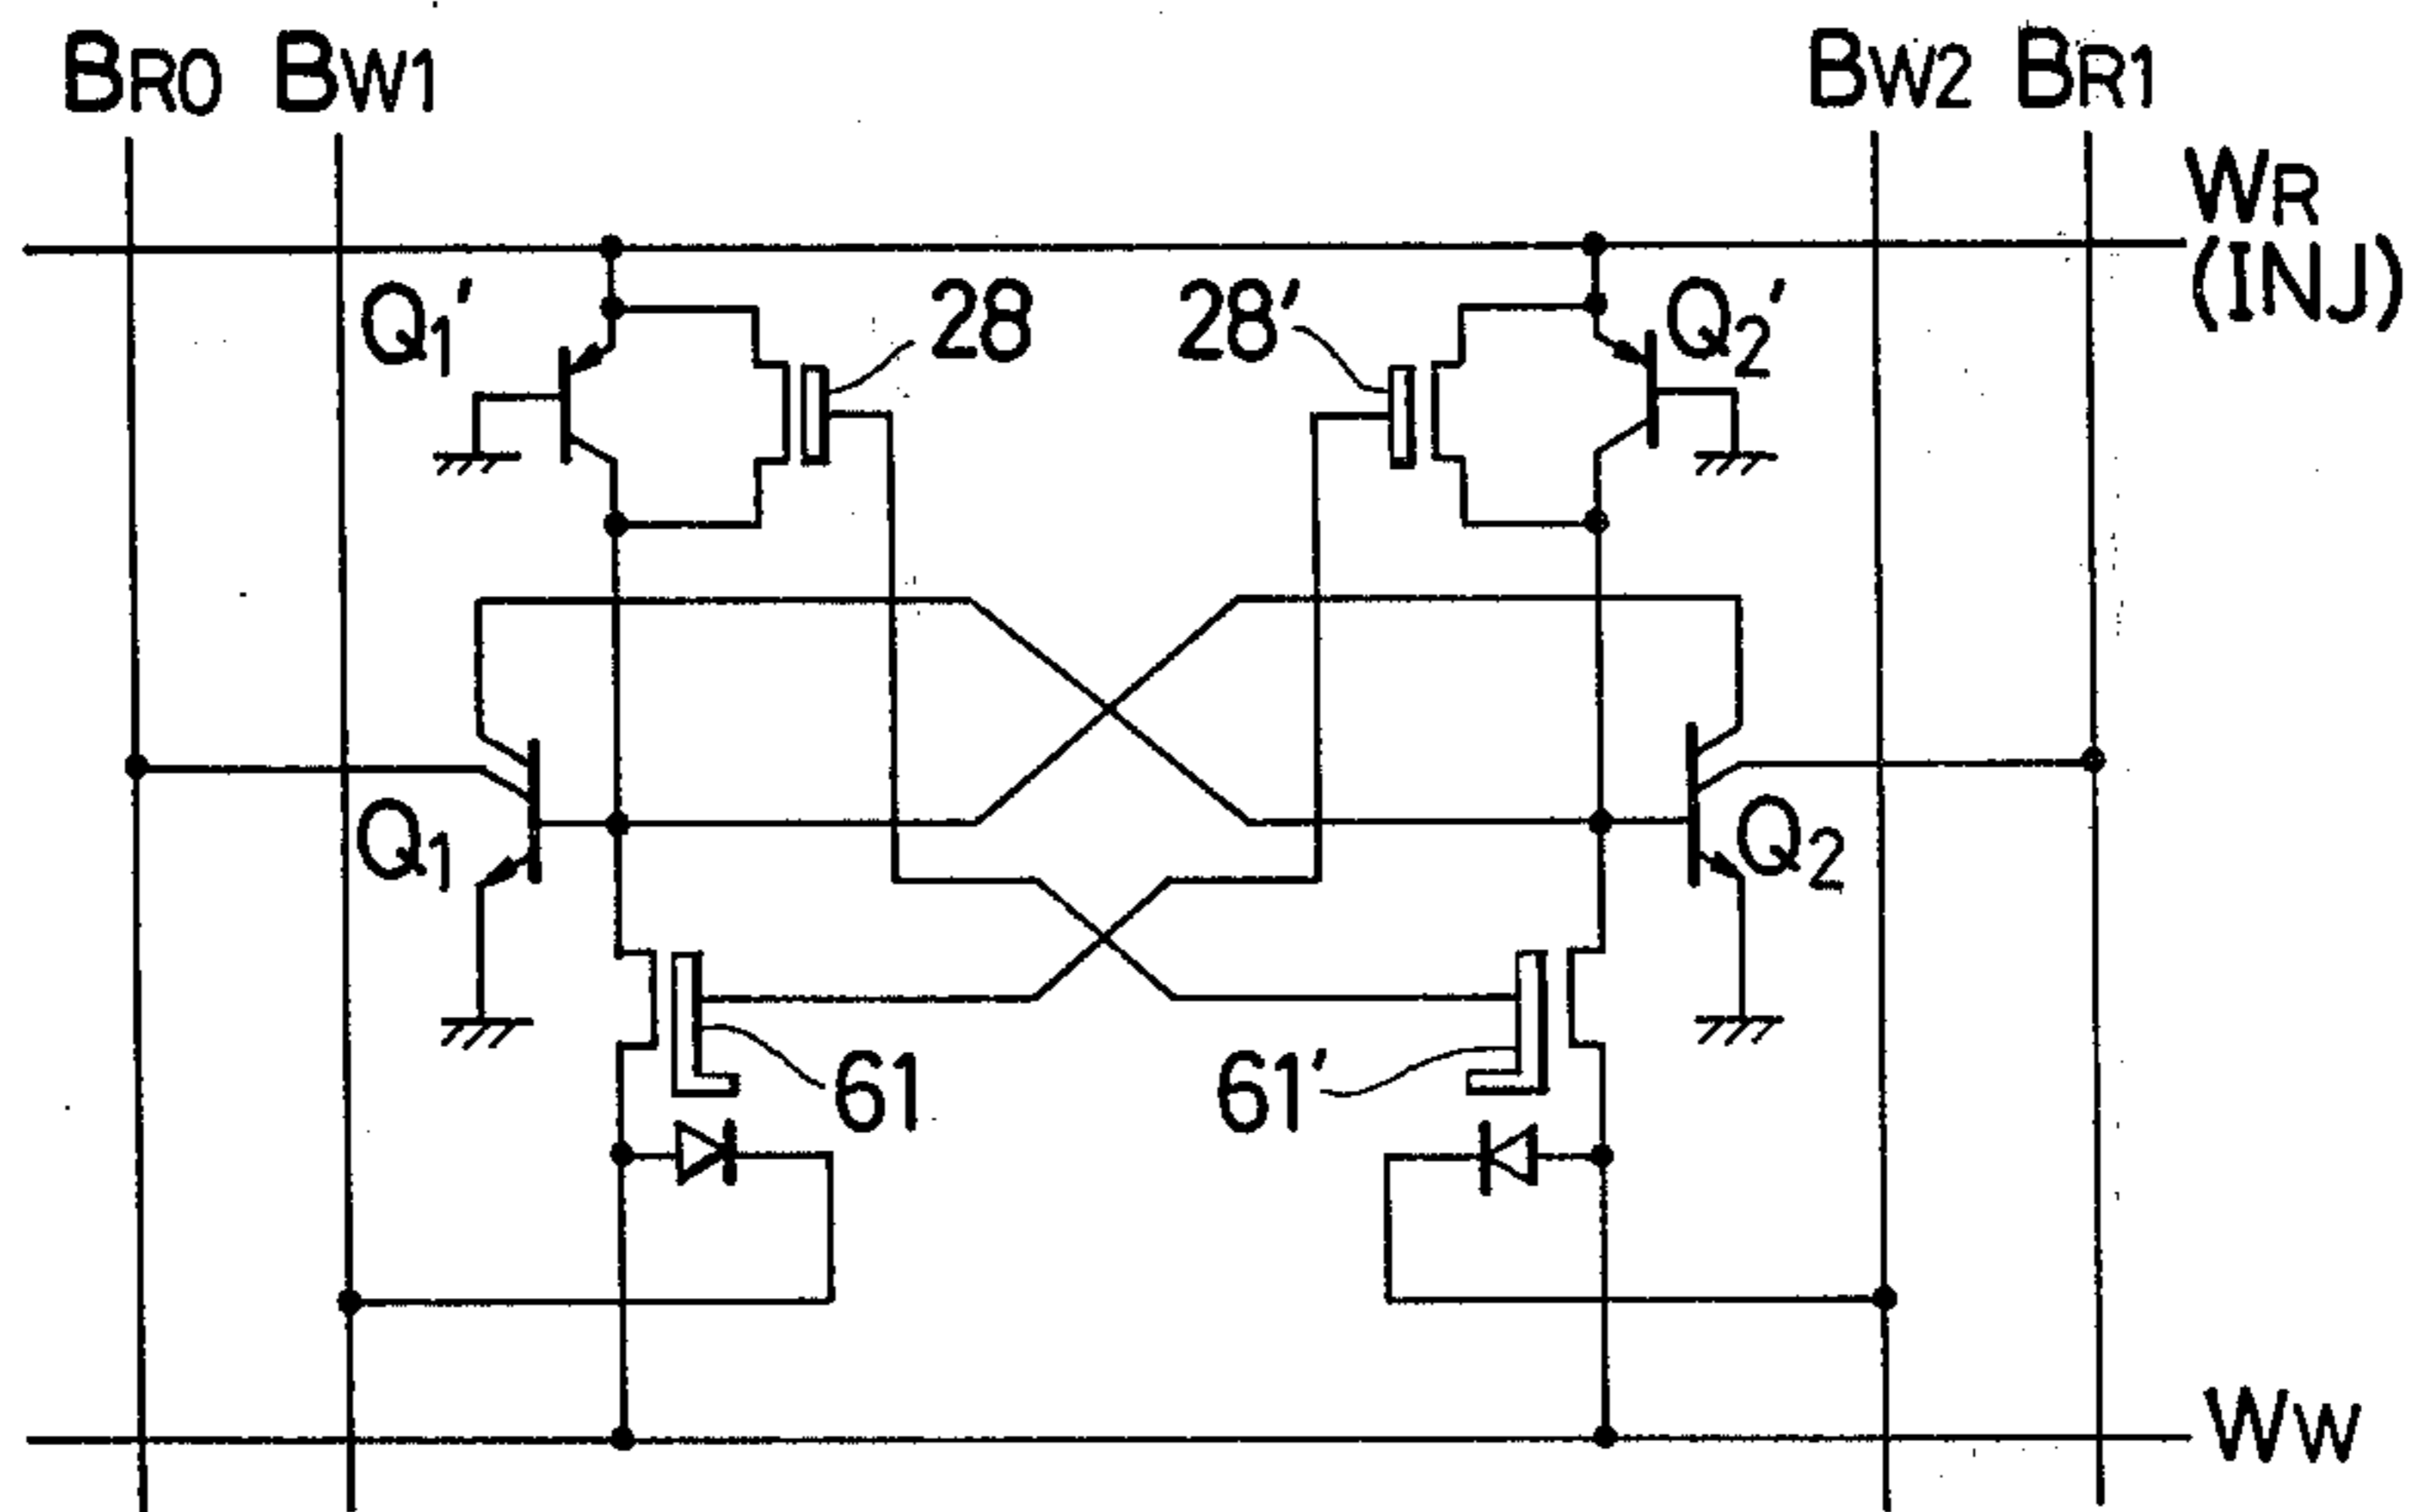 BR0 BW1 BW2 BR1
WR
(INJ)
Q1' 28 28' Q2'
Q1 Q2
61 61'
WW